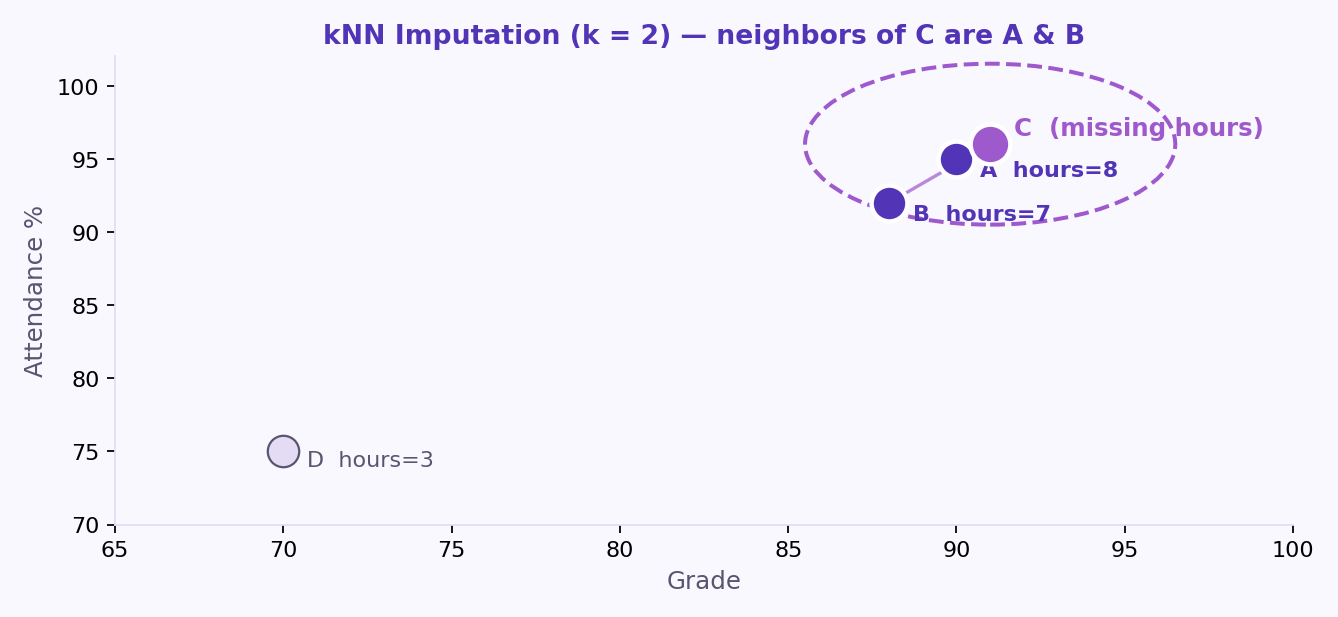 kNN Imputation (k = 2) — neighbors of C are A & B
100
95
90
85
80
75
70
Attendance %
C  (missing hours)
A  hours=8
B  hours=7
D  hours=3
65
70
75
80
85
90
95
100
Grade